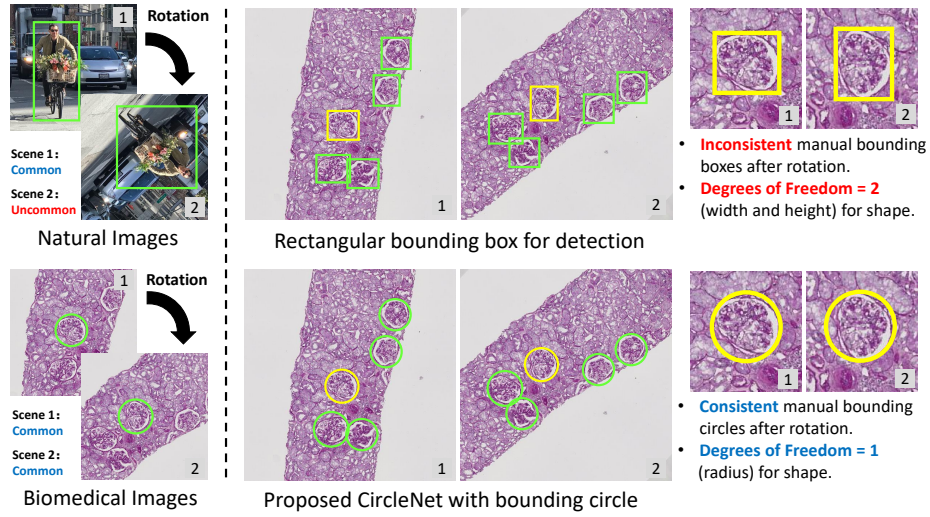 1
Rotation
Scene 1:
Common
Scene 2:
Uncommon
2
Natural Images
1
2
Rectangular bounding box for detection
1
2
• Inconsistent manual bounding
boxes after rotation.
• Degrees of Freedom = 2
(width and height) for shape.
1
Rotation
Scene 1:
Common
Scene 2:
Common
2
Biomedical Images
1
2
Proposed CircleNet with bounding circle
1
2
• Consistent manual bounding
circles after rotation.
• Degrees of Freedom = 1
(radius) for shape.